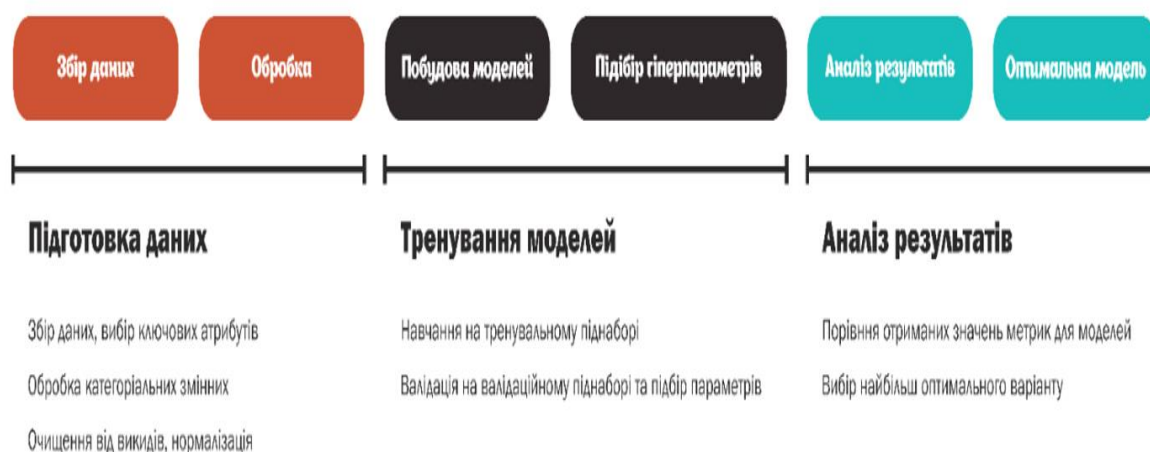 Збір даних
Обробка
Побудова моделей
Підібір гіперпараметрів
Аналіз результатів
Оптимальна модель
Підготовка даних
Збір даних, вибір ключових атрибутів
Обробка категоріальних змінних
Очищення від викидів, нормалізація
Тренування моделей
Навчання на тренувальному піднаборі
Валідація на валідаційному піднаборі та підбір параметрів
Аналіз результатів
Порівння отриманих значень метрик для моделей
Вибір найбільш оптимального варіанту